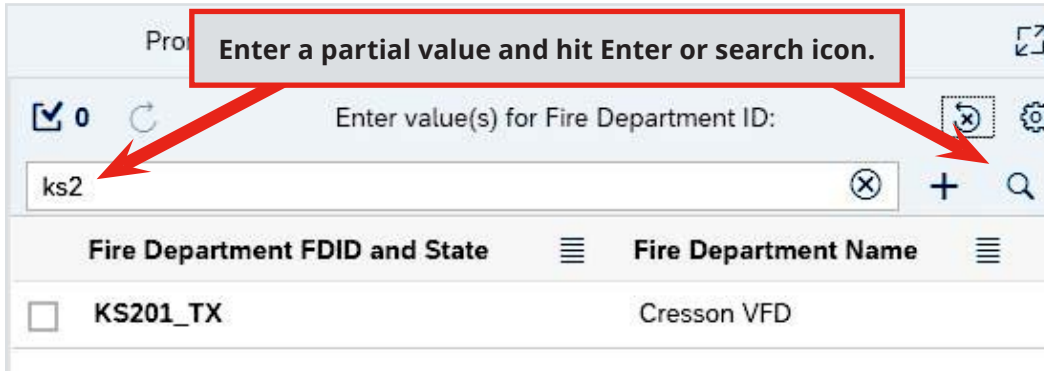 Enter a partial value and hit Enter or search icon.
0
Enter value(s) for Fire Department ID:
ks2
Fire Department FDID and State Fire Department Name
KS201_TX Cresson VFD